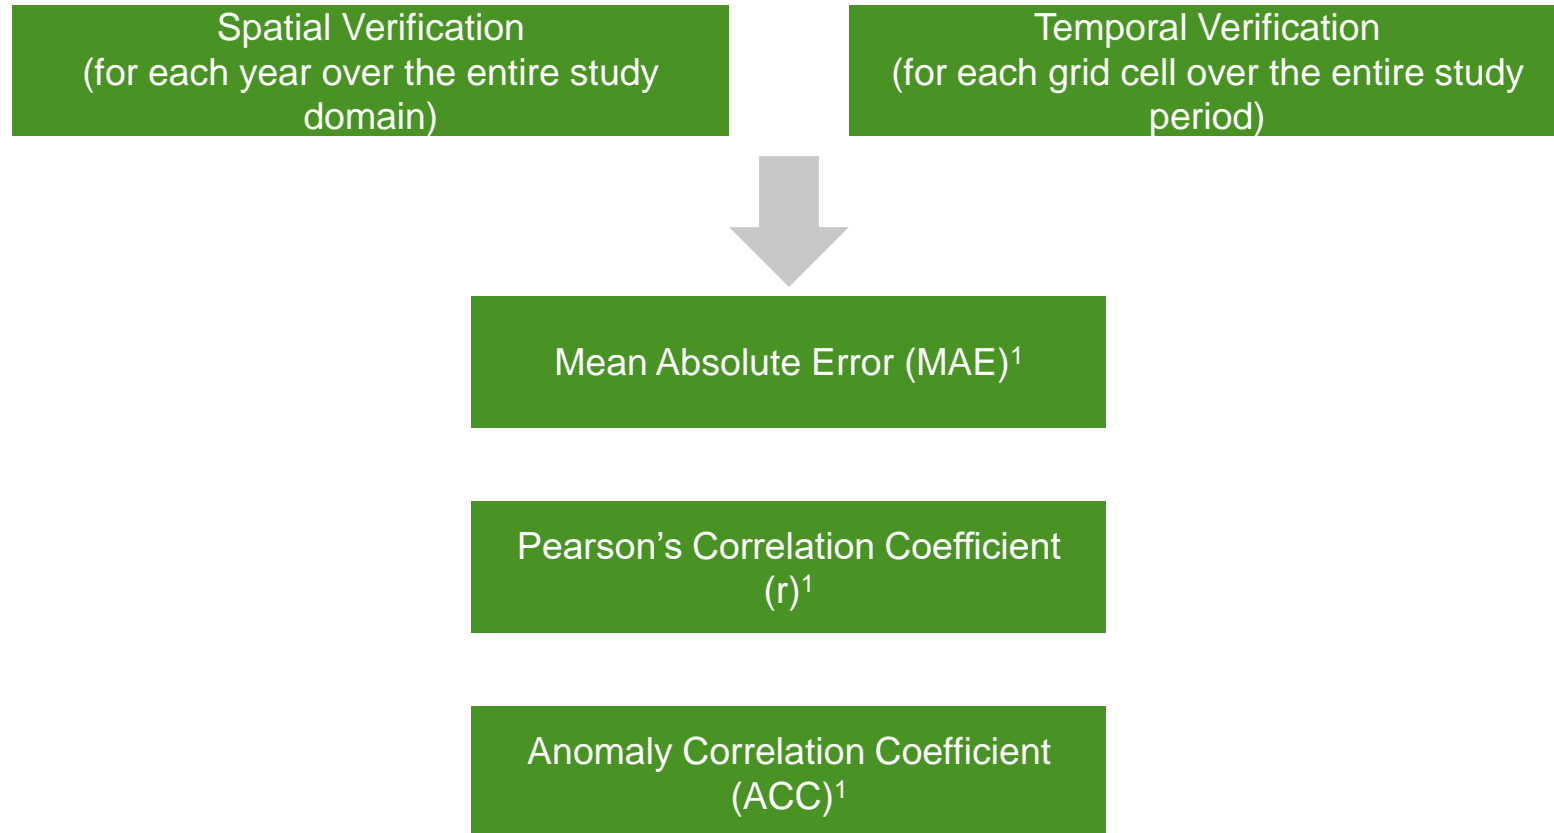 Spatial Verification
(for each year over the entire study
domain)
Temporal Verification
(for each grid cell over the entire study
period)
Mean Absolute Error (MAE)¹
Pearson’s Correlation Coefficient
(r)¹
Anomaly Correlation Coefficient
(ACC)¹